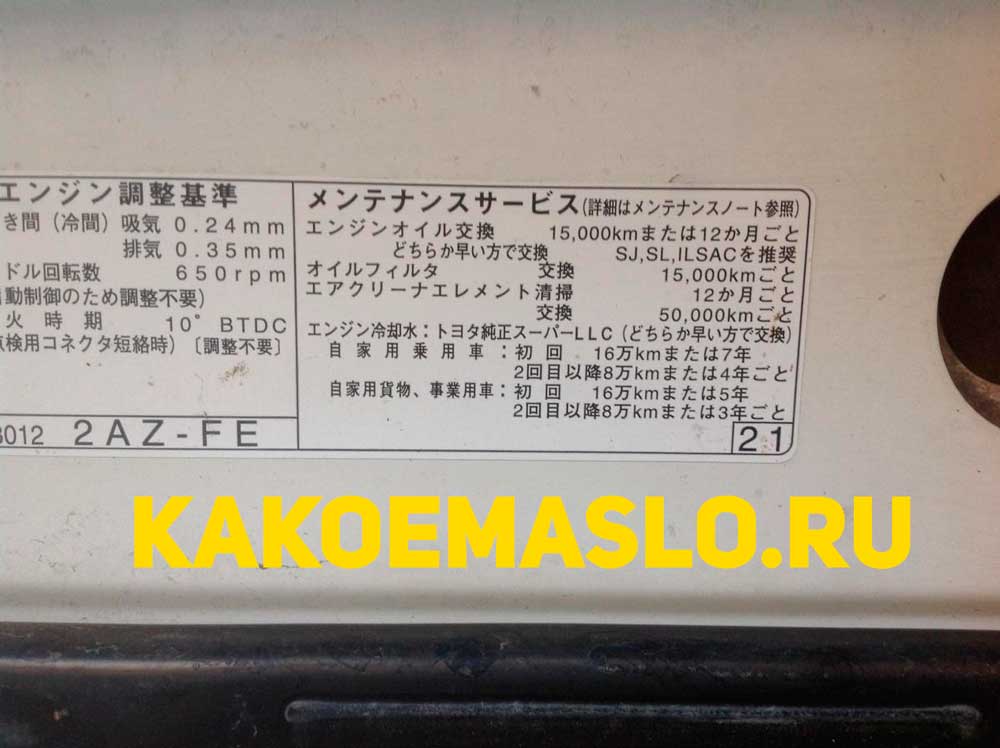 エンジン調整基準
き間（冷間）吸気 0.24mm
排気 0.35mm
ドル回転数 650rpm
動制御のため調整不要）
火時期 10° BTDC
点検用コネクタ短絡時）〔調整不要〕
3012 2AZ-FE
メンテナンスサービス（詳細はメンテナンスノート参照）
エンジンオイル交換 15,000kmまたは12か月ごと
どちらか早い方で交換 SJ,SL,ILSACを推奨
オイルフィルタ 交換 15,000kmごと
エアクリーナエレメント清掃 12か月ごと
交換 50,000kmごと
エンジン冷却水：トヨタ純正スーパーLLC（どちらか早い方で交換）
自家用乗用車：初回 16万kmまたは7年
2回目以降8万kmまたは4年ごと
自家用貨物、事業用車：初回 16万kmまたは5年
2回目以降8万kmまたは3年ごと
21
KAKOEMASLO.RU